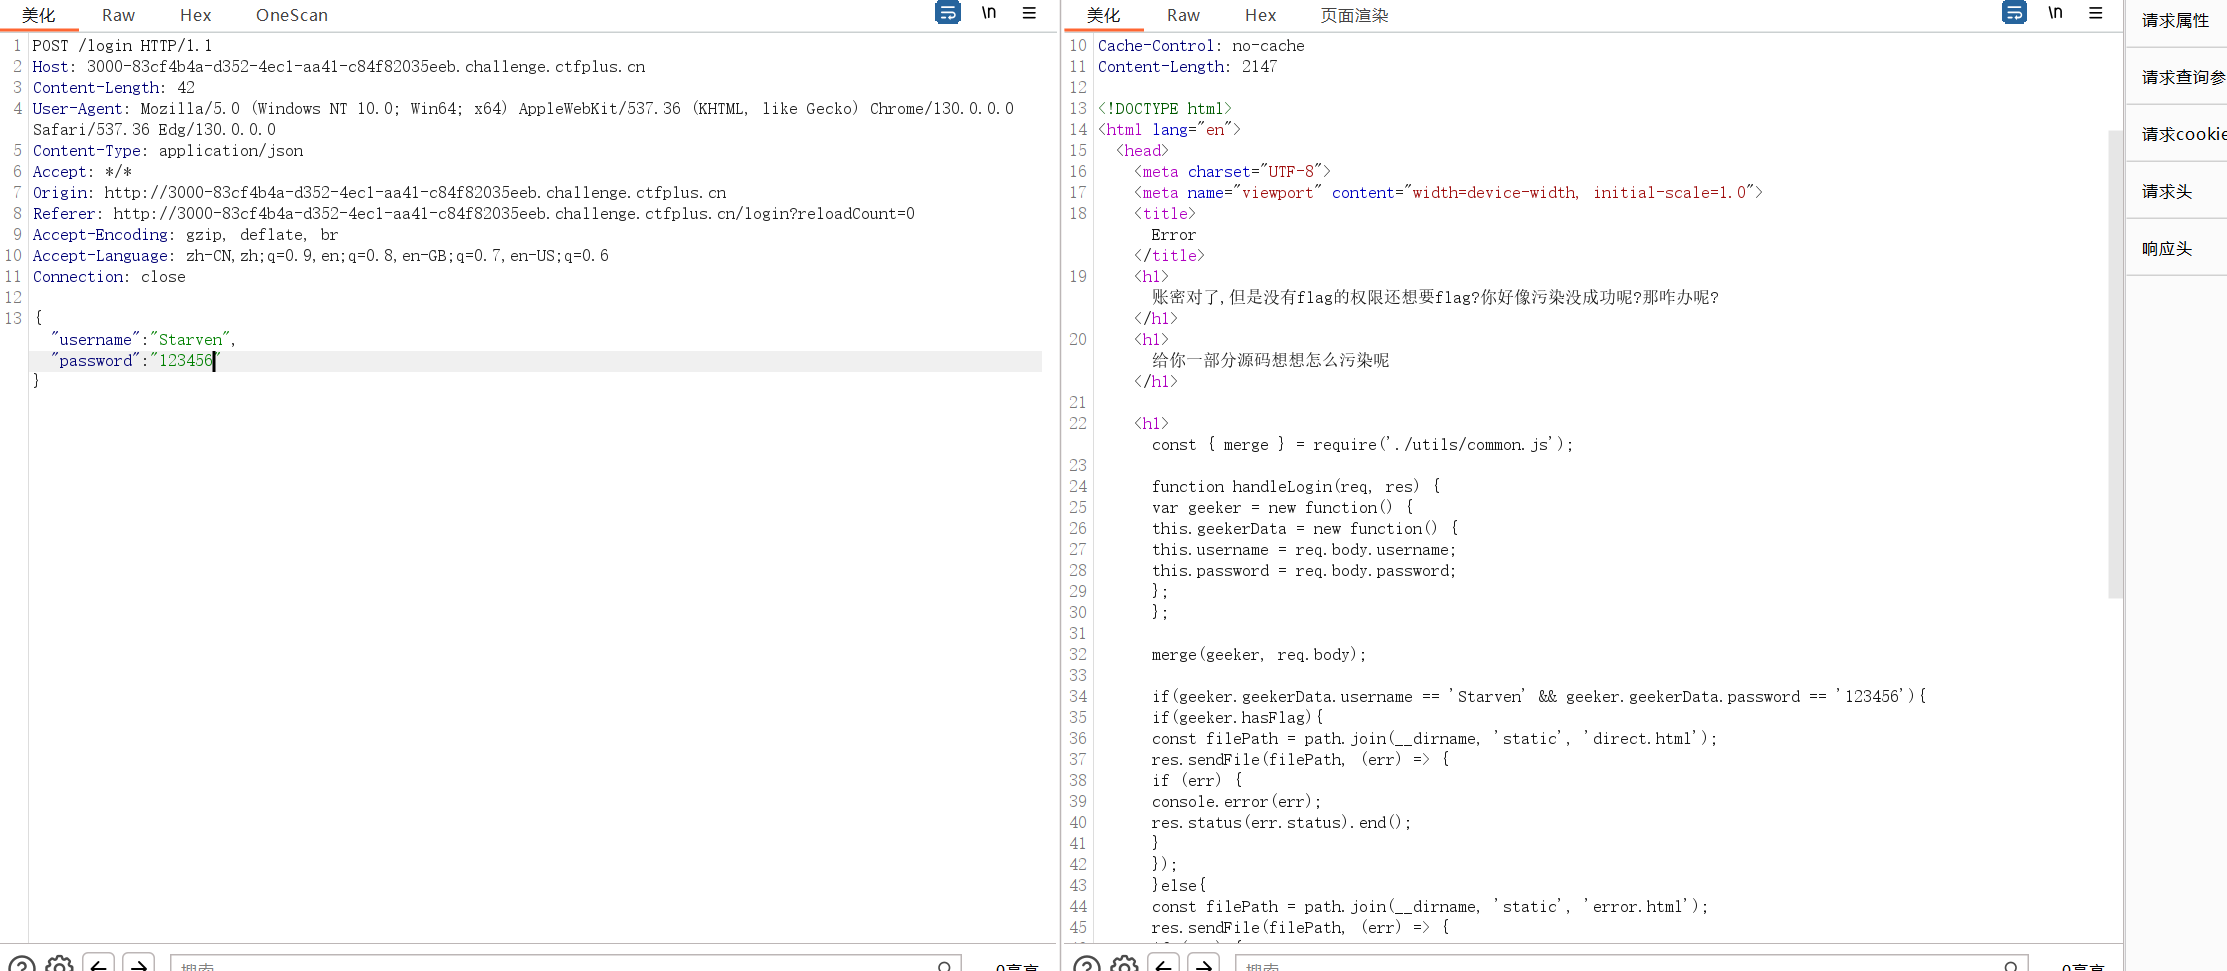 美化 Raw Hex OneScan \n
1 POST /login HTTP/1.1
2 Host: 3000-83cf4b4a-d352-4ec1-aa41-c84f82035eeb.challenge.ctfplus.cn
3 Content-Length: 42
4 User-Agent: Mozilla/5.0 (Windows NT 10.0; Win64; x64) AppleWebKit/537.36 (KHTML, like Gecko) Chrome/130.0.0.0
Safari/537.36 Edg/130.0.0.0
5 Content-Type: application/json
6 Accept: */*
7 Origin: http://3000-83cf4b4a-d352-4ec1-aa41-c84f82035eeb.challenge.ctfplus.cn
8 Referer: http://3000-83cf4b4a-d352-4ec1-aa41-c84f82035eeb.challenge.ctfplus.cn/login?reloadCount=0
9 Accept-Encoding: gzip, deflate, br
10 Accept-Language: zh-CN,zh;q=0.9,en;q=0.8,en-GB;q=0.7,en-US;q=0.6
11 Connection: close
12
13 {
"username":"Starven",
"password":"123456"
}
搜索 0高亮
美化 Raw Hex 页面渲染 \n
10 Cache-Control: no-cache
11 Content-Length: 2147
12
13 <!DOCTYPE html>
14 <html lang="en">
15 <head>
16 <meta charset="UTF-8">
17 <meta name="viewport" content="width=device-width, initial-scale=1.0">
18 <title>
Error
</title>
19 <h1>
账密对了,但是没有flag的权限还想要flag?你好像污染没成功呢?那咋办呢?
</h1>
20 <h1>
给你一部分源码想想怎么污染呢
</h1>
21
22 <h1>
const { merge } = require('./utils/common.js');
23
24 function handleLogin(req, res) {
25 var geeker = new function() {
26 this.geekerData = new function() {
27 this.username = req.body.username;
28 this.password = req.body.password;
29 };
30 };
31
32 merge(geeker, req.body);
33
34 if(geeker.geekerData.username == 'Starven' && geeker.geekerData.password == '123456'){
35 if(geeker.hasFlag){
36 const filePath = path.join(__dirname, 'static', 'direct.html');
37 res.sendFile(filePath, (err) => {
38 if (err) {
39 console.error(err);
40 res.status(err.status).end();
41 }
42 });
43 }else{
44 const filePath = path.join(__dirname, 'static', 'error.html');
45 res.sendFile(filePath, (err) => {
搜索 0高亮
请求属性
请求查询参
请求cookie
请求头
响应头